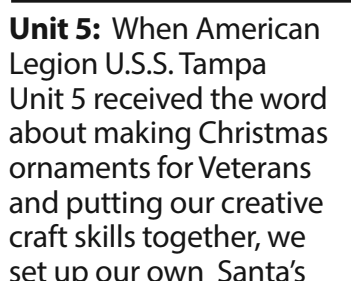 Unit 5: When American
Legion U.S.S. Tampa
Unit 5 received the word
about making Christmas
ornaments for Veterans
and putting our creative
craft skills together, we
set up our own Santa's